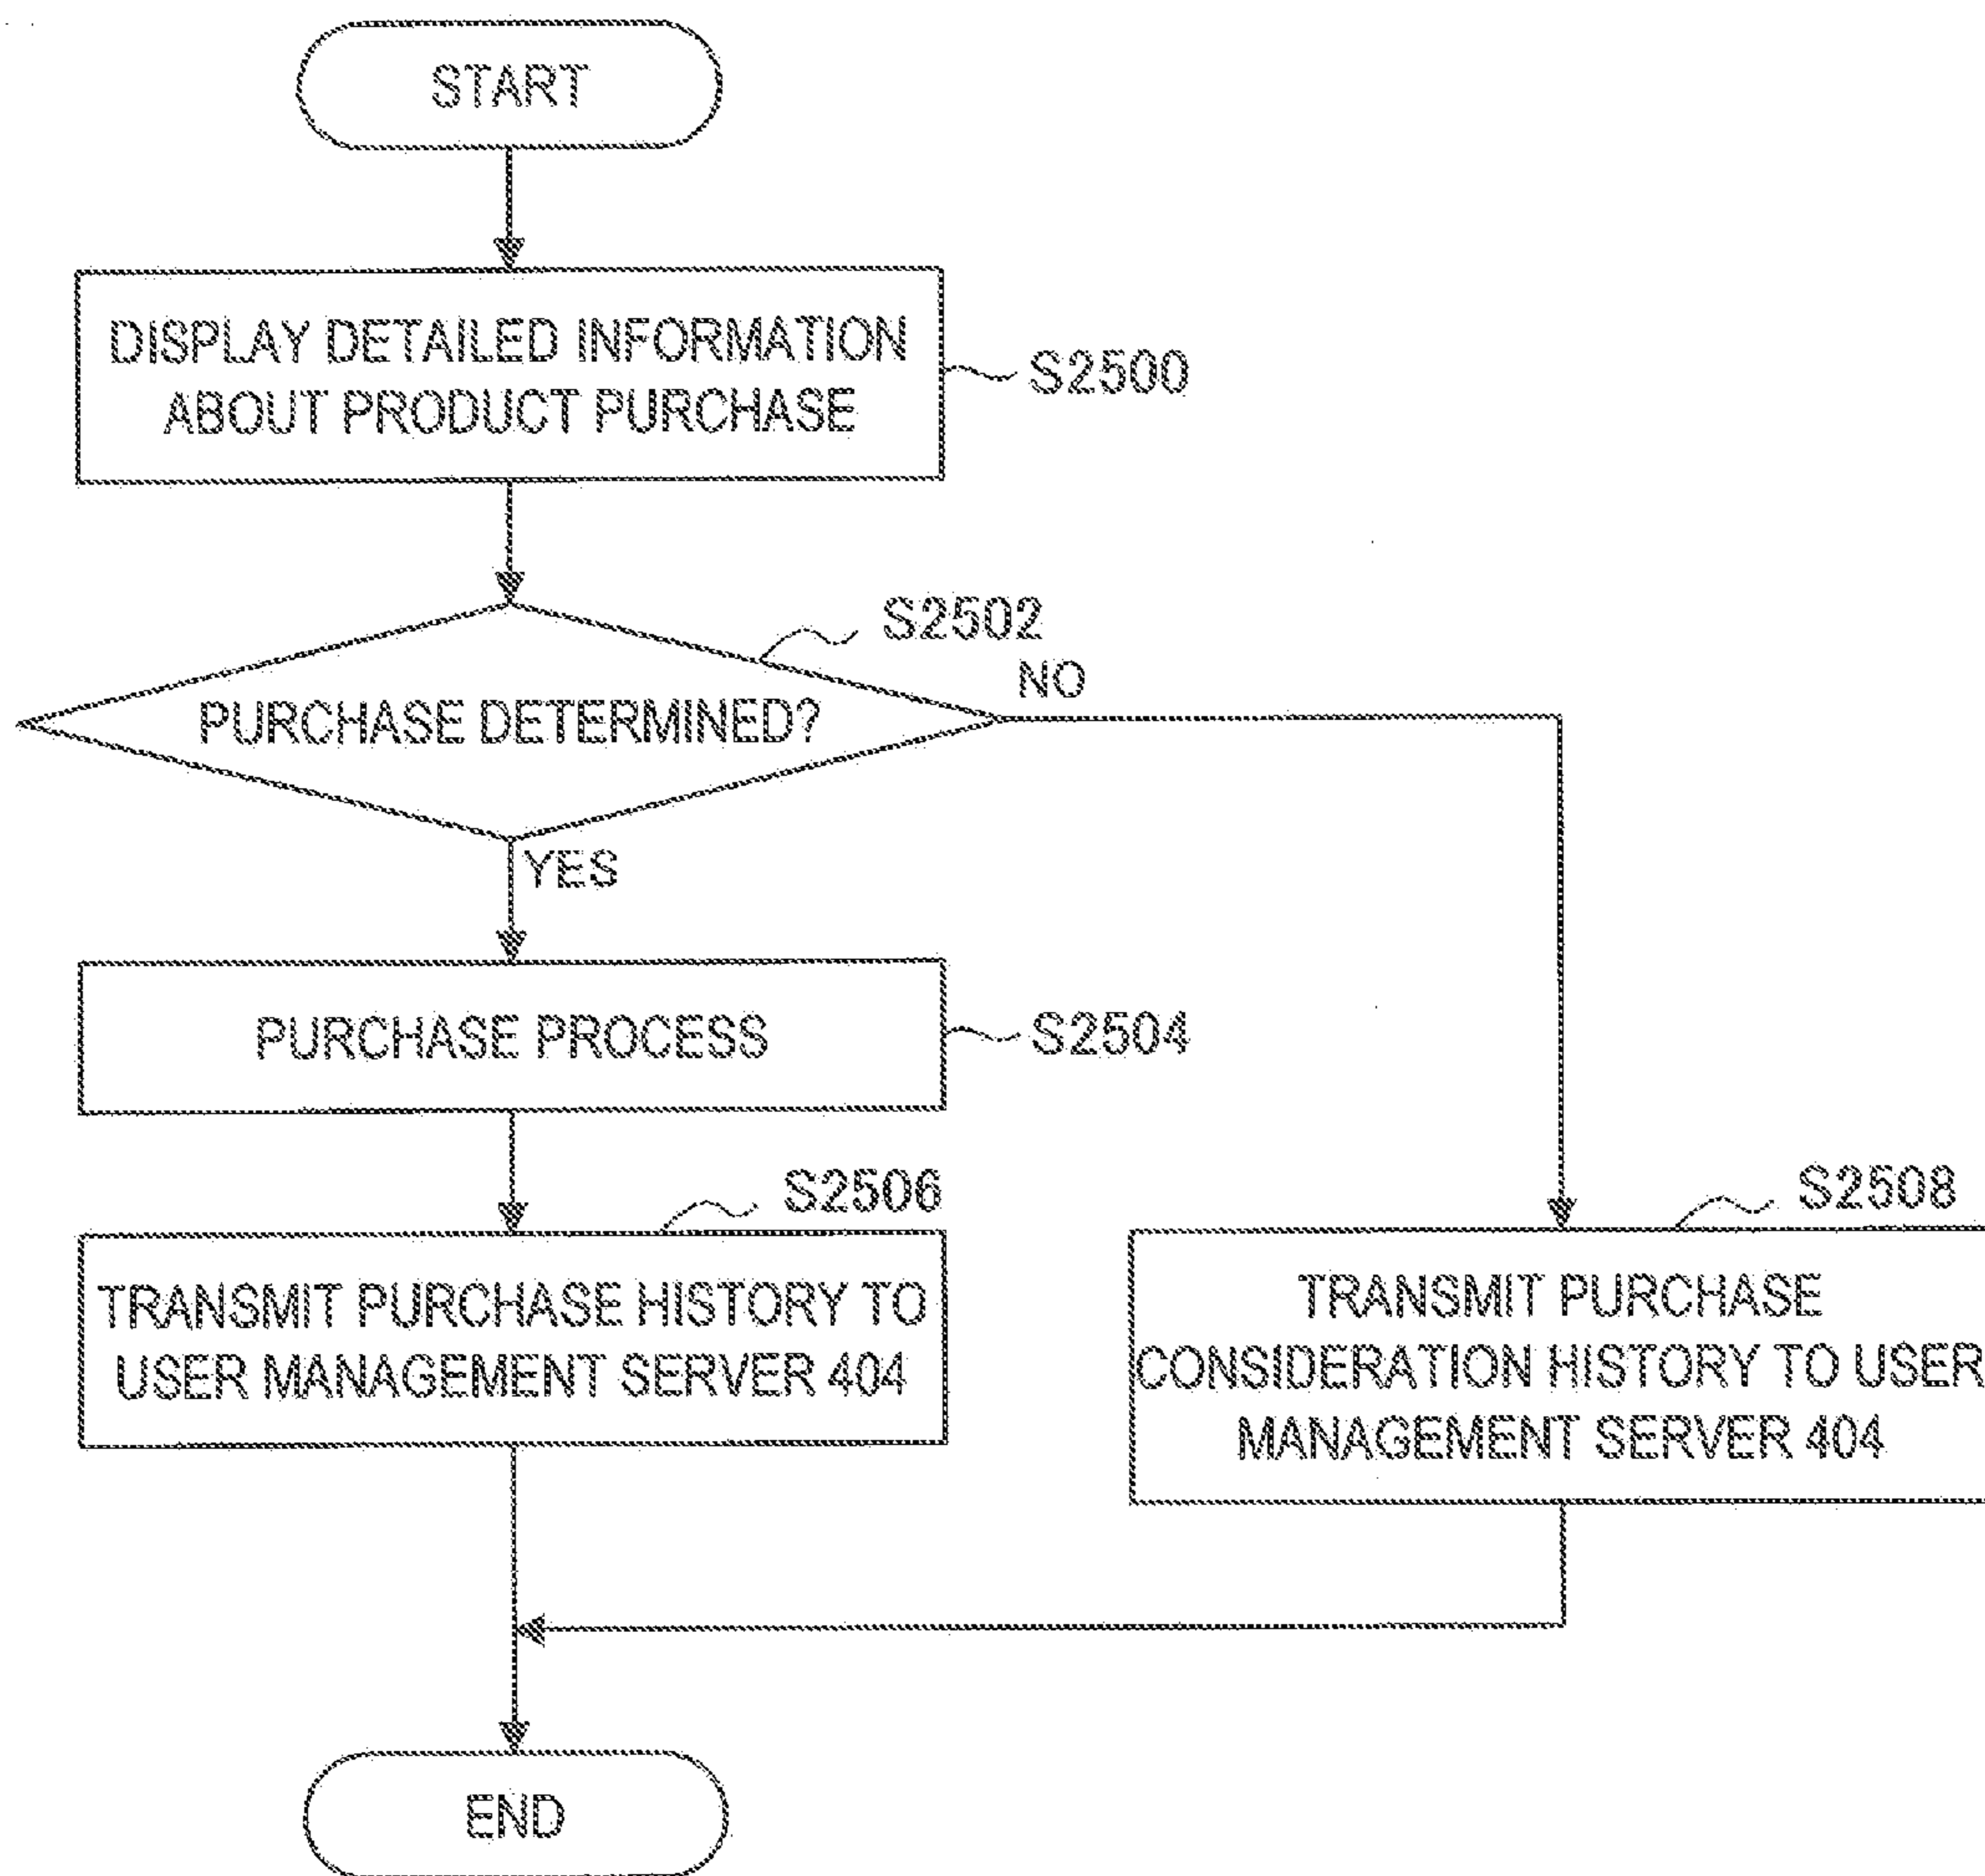 START
DISPLAY DETAILED INFORMATION
ABOUT PRODUCT PURCHASE
S2500
S2502
PURCHASE DETERMINED?
NO
YES
PURCHASE PROCESS
S2504
S2506
TRANSMIT PURCHASE HISTORY TO
USER MANAGEMENT SERVER 404
S2508
TRANSMIT PURCHASE
CONSIDERATION HISTORY TO USER
MANAGEMENT SERVER 404
END